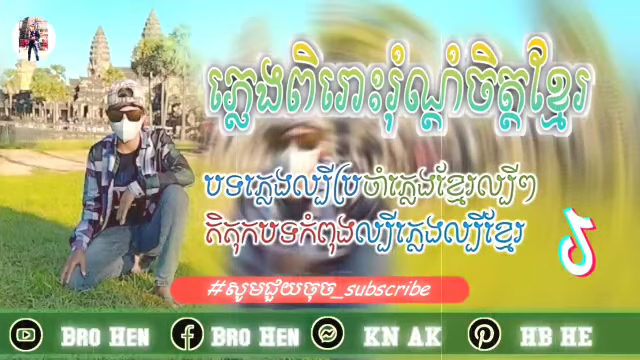 ភ្លេងពិរោះរុំណ្ដំចិត្តខ្មែរ
បទភ្លេងល្បីប្រចាំភ្លេងខ្មែរល្បីៗ
តិតុកបទកំពុងល្បីភ្លេងល្បីខ្មែរ
#សូមជួយចុច_subscribe
Bro Hen Bro Hen KN AK HB HE